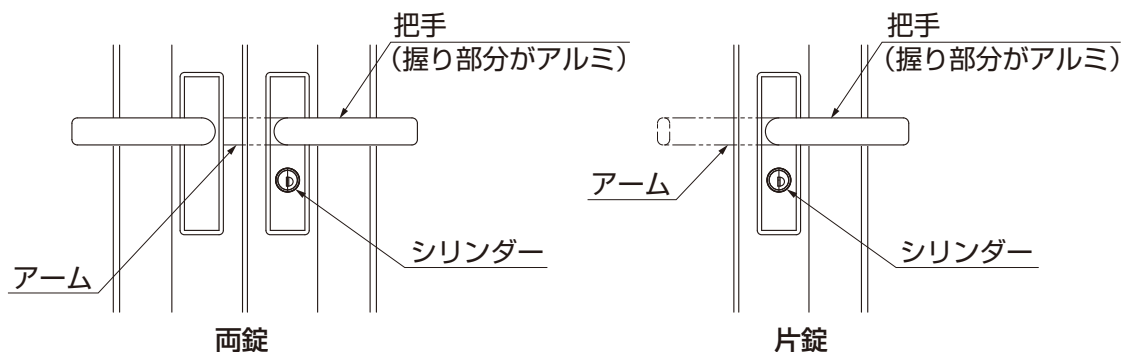 把手
（握り部分がアルミ）
アーム
シリンダー
両錠
把手
（握り部分がアルミ）
アーム
シリンダー
片錠